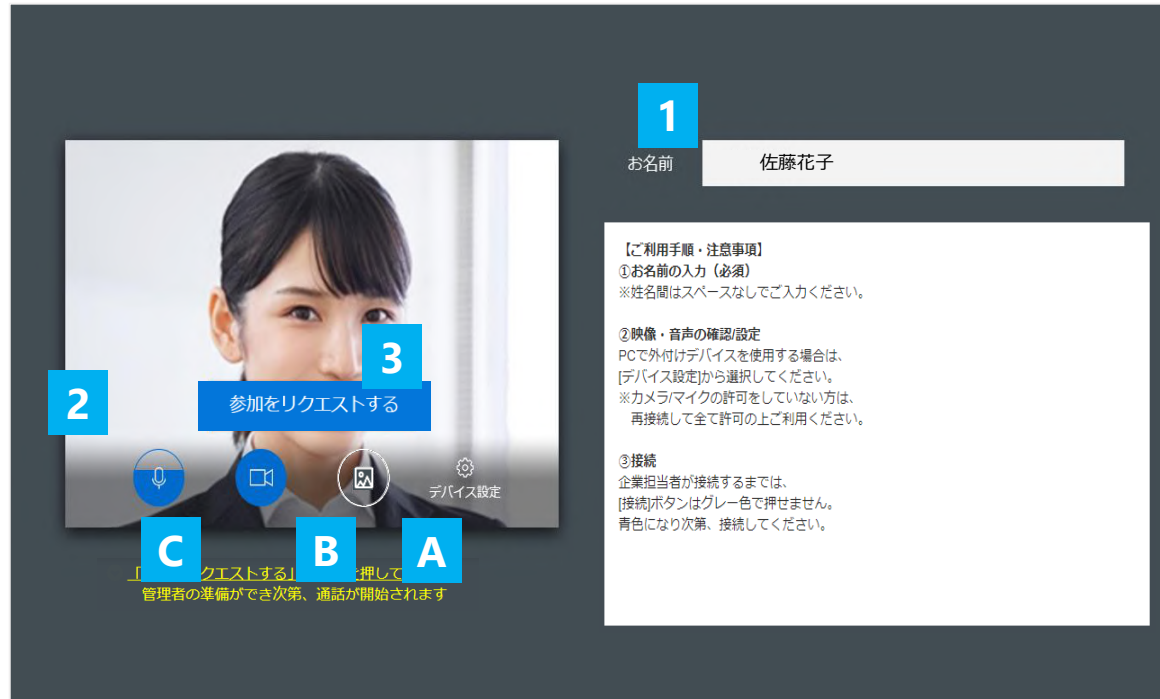 1
お名前
佐藤花子
【ご利用手順・注意事項】
①お名前の入力（必須）
※姓名間はスペースなしでご入力ください。
②映像・音声の確認/設定
PCで外付けデバイスを使用する場合は、
[デバイス設定]から選択してください。
※カメラ/マイクの許可をしていない方は、
再接続して全て許可の上ご利用ください。
③接続
企業担当者が接続するまでは、
[接続]ボタンはグレー色で押せません。
青色になり次第、接続してください。
3
2
参加をリクエストする
デバイス設定
C
B
A
クエストする」
押して
管理者の準備ができ次第、通話が開始されます